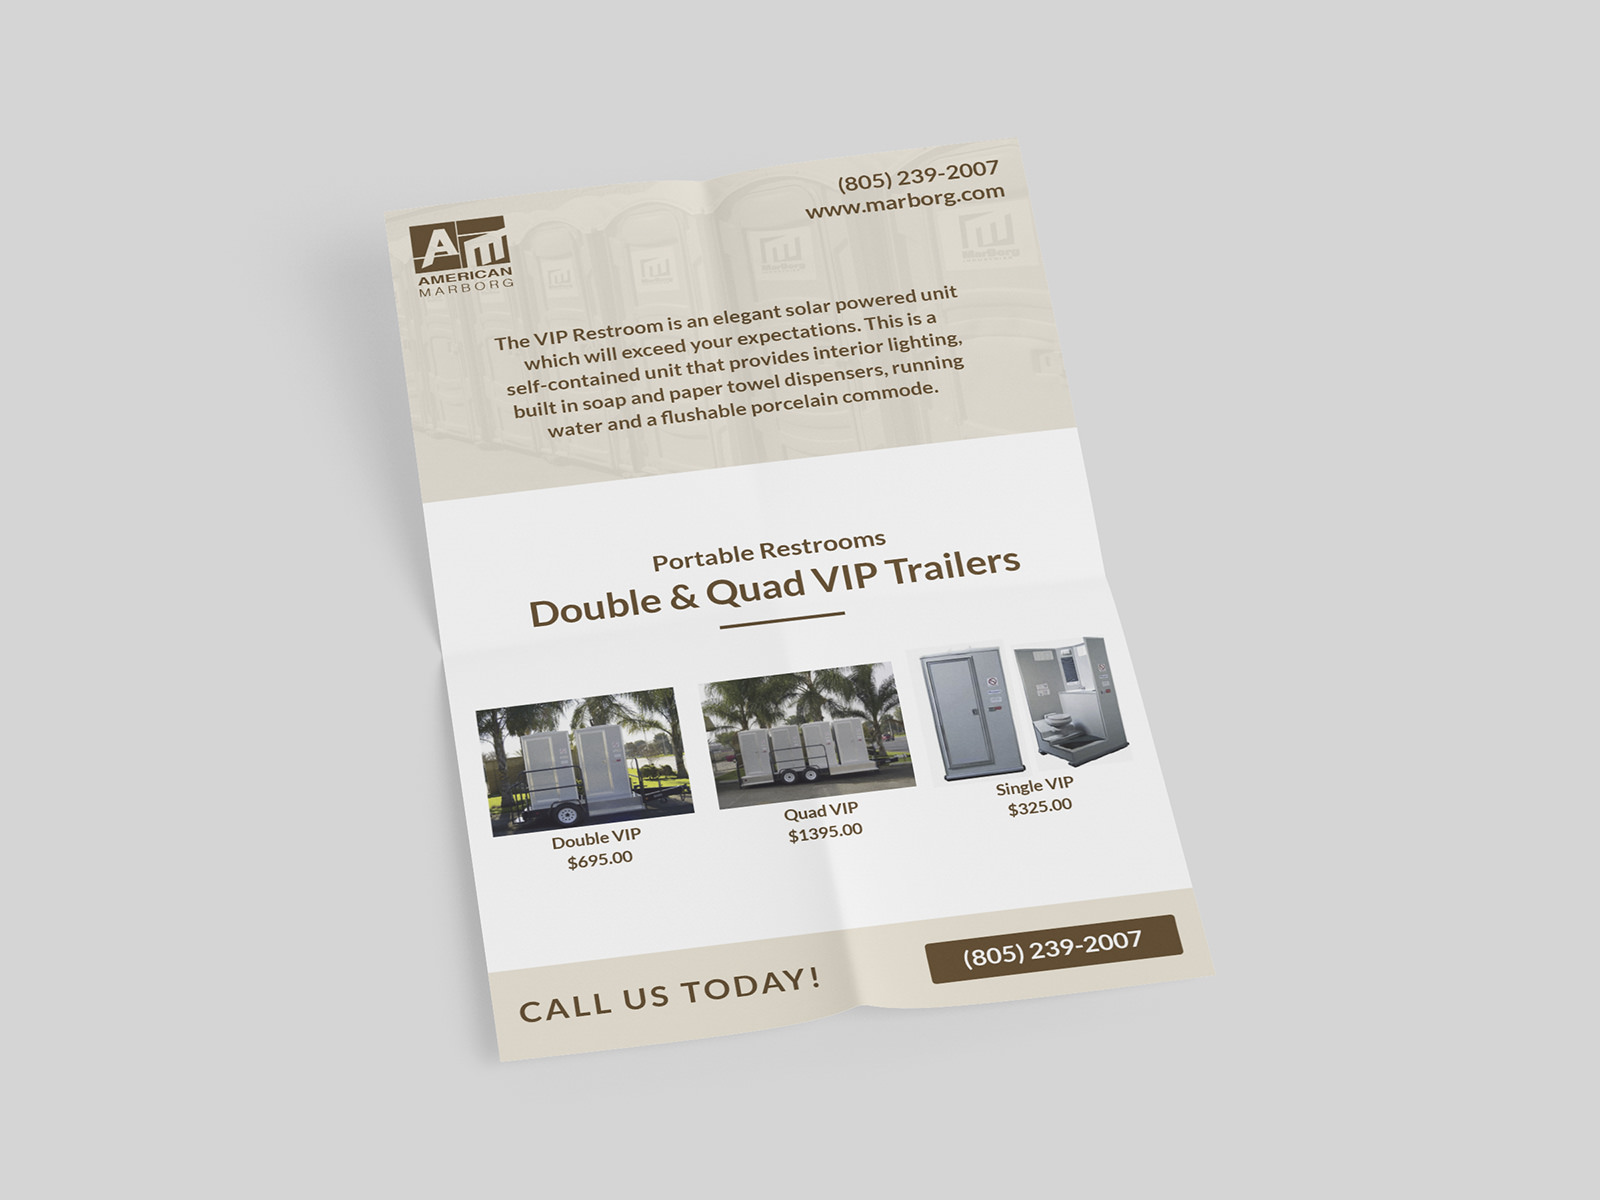 AM
AMERICAN
MARBORG
(805) 239-2007
www.marborg.com
MarBorg
MarBorg
The VIP Restroom is an elegant solar powered unit
which will exceed your expectations. This is a
self-contained unit that provides interior lighting,
built in soap and paper towel dispensers, running
water and a flushable porcelain commode.
Portable Restrooms
Double & Quad VIP Trailers
Double VIP
$695.00
Quad VIP
$1395.00
Single VIP
$325.00
CALL US TODAY!
(805) 239-2007